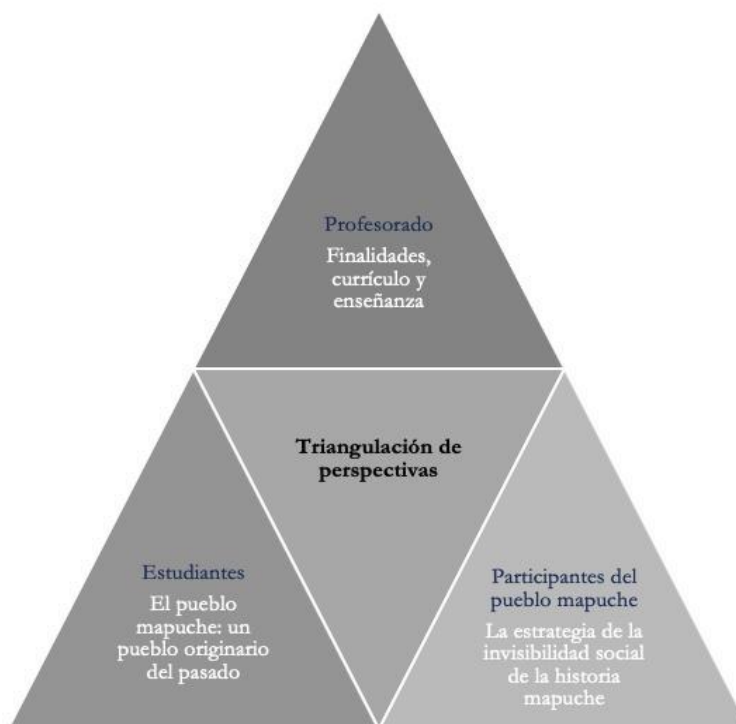 Profesorado
Finalidades,
currículo y
enseñanza
Triangulación de
perspectivas
Estudiantes
El pueblo
mapuche: un
pueblo originario
del pasado
Participantes del
pueblo mapuche
La estrategia de la
invisibilidad social
de la historia
mapuche